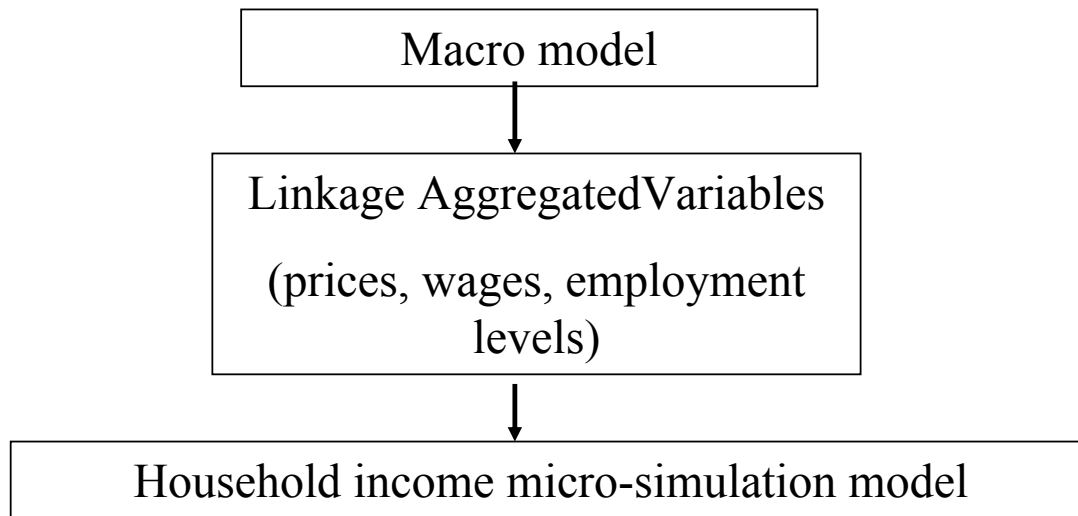 Macro model
Linkage AggregatedVariables
(prices, wages, employment
levels)
Household income micro-simulation model